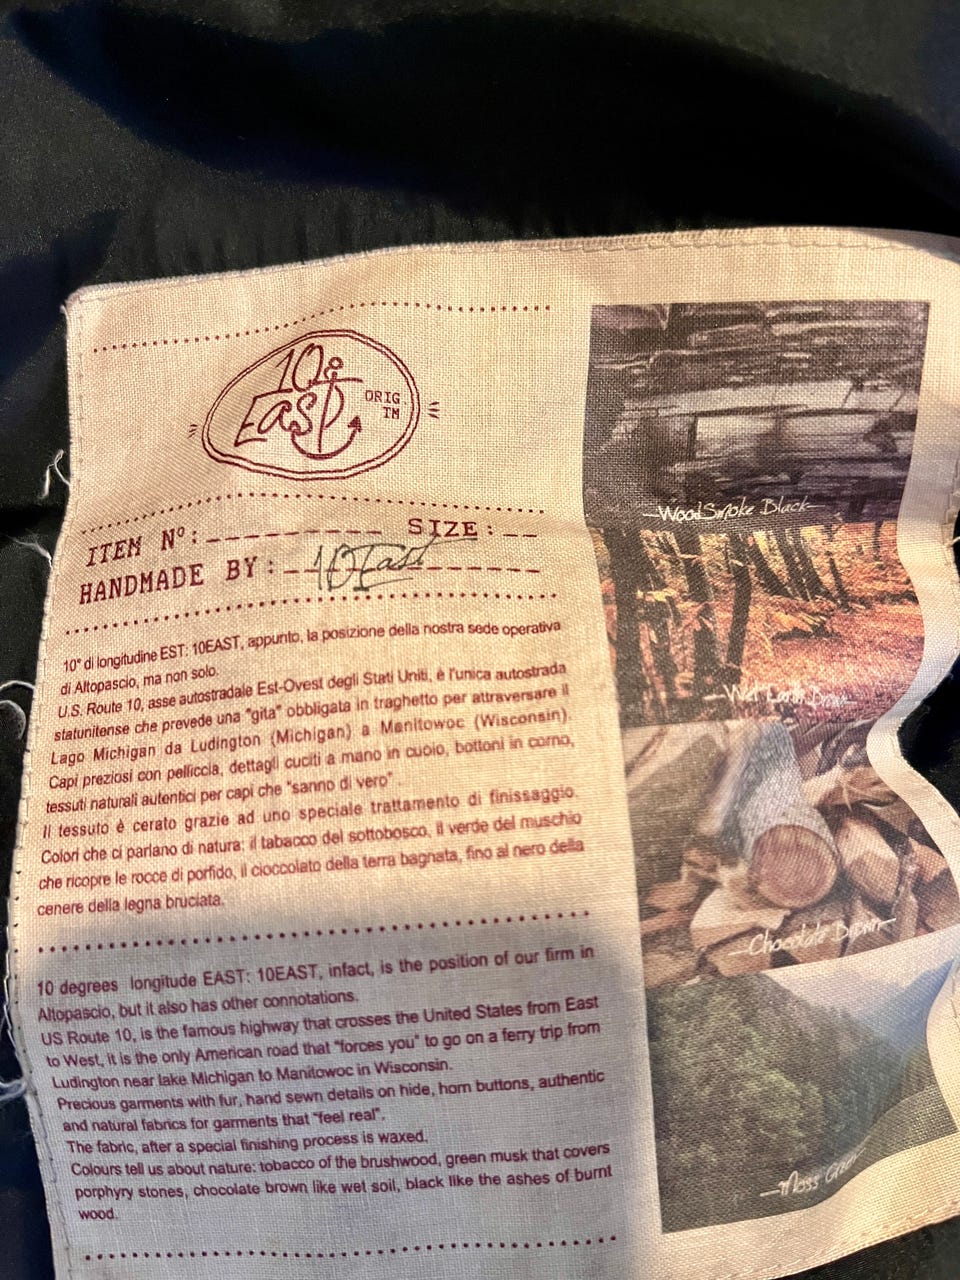 10 East
ORIG.
TM
ITEM Nº:__________ SIZE:__
HANDMADE BY:_10East_______
10° di longitudine EST: 10EAST, appunto, la posizione della nostra sede operativa
di Altopascio, ma non solo.
U.S. Route 10, asse autostradale Est-Ovest degli Stati Uniti, è l'unica autostrada
statunitense che prevede una "gita" obbligata in traghetto per attraversare il
Lago Michigan da Ludington (Michigan) a Manitowoc (Wisconsin).
Capi preziosi con pelliccia, dettagli cuciti a mano in cuoio, bottoni in corno,
tessuti naturali autentici per capi che "sanno di vero".
Il tessuto è cerato grazie ad uno speciale trattamento di finissaggio.
Colori che ci parlano di natura: il tabacco del sottobosco, il verde del muschio
che ricopre le rocce di porfido, il cioccolato della terra bagnata, fino al nero della
cenere della legna bruciata.
10 degrees longitude EAST: 10EAST, infact, is the position of our firm in
Altopascio, but it also has other connotations.
US Route 10, is the famous highway that crosses the United States from East
to West, it is the only American road that "forces you" to go on a ferry trip from
Ludington near lake Michigan to Manitowoc in Wisconsin.
Precious garments with fur, hand sewn details on hide, horn buttons, authentic
and natural fabrics for garments that "feel real".
The fabric, after a special finishing process is waxed.
Colours tell us about nature: tobacco of the brushwood, green musk that covers
porphyry stones, chocolate brown like wet soil, black like the ashes of burnt
wood.
WoodSmoke Black
Wet Earth Brown
Chocolate Brown
Moss Green